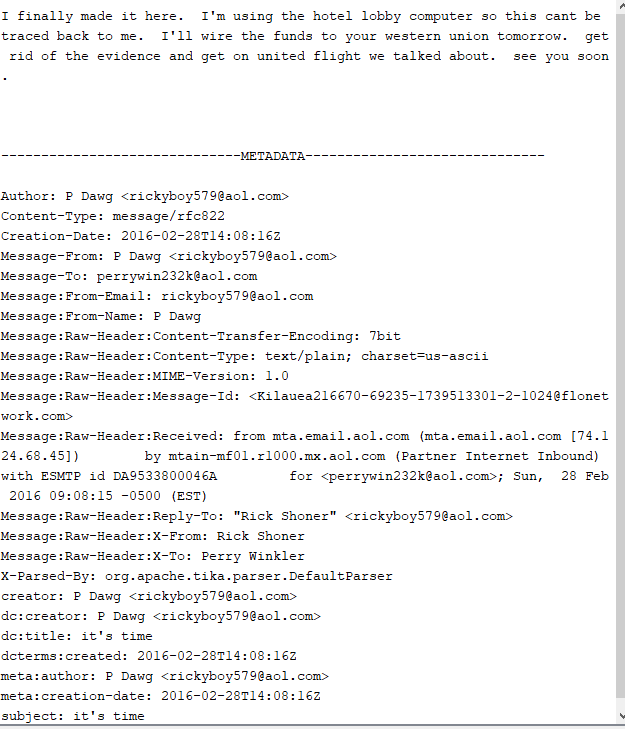 I finally made it here.  I'm using the hotel lobby computer so this cant be
traced back to me.  I'll wire the funds to your western union tomorrow.  get
 rid of the evidence and get on united flight we talked about.  see you soon
.
------------------------------METADATA------------------------------
Author: P Dawg <rickyboy579@aol.com>
Content-Type: message/rfc822
Creation-Date: 2016-02-28T14:08:16Z
Message-From: P Dawg <rickyboy579@aol.com>
Message-To: perrywin232k@aol.com
Message:From-Email: rickyboy579@aol.com
Message:From-Name: P Dawg
Message:Raw-Header:Content-Transfer-Encoding: 7bit
Message:Raw-Header:Content-Type: text/plain; charset=us-ascii
Message:Raw-Header:MIME-Version: 1.0
Message:Raw-Header:Message-Id: <Kilauea216670-69235-1739513301-2-1024@flonet
work.com>
Message:Raw-Header:Received: from mta.email.aol.com (mta.email.aol.com [74.1
24.68.45])        by mtain-mf01.r1000.mx.aol.com (Partner Internet Inbound)
with ESMTP id DA9533800046A         for <perrywin232k@aol.com>; Sun,  28 Feb
 2016 09:08:15 -0500 (EST)
Message:Raw-Header:Reply-To: "Rick Shoner" <rickyboy579@aol.com>
Message:Raw-Header:X-From: Rick Shoner
Message:Raw-Header:X-To: Perry Winkler
X-Parsed-By: org.apache.tika.parser.DefaultParser
creator: P Dawg <rickyboy579@aol.com>
dc:creator: P Dawg <rickyboy579@aol.com>
dc:title: it's time
dcterms:created: 2016-02-28T14:08:16Z
meta:author: P Dawg <rickyboy579@aol.com>
meta:creation-date: 2016-02-28T14:08:16Z
subject: it's time